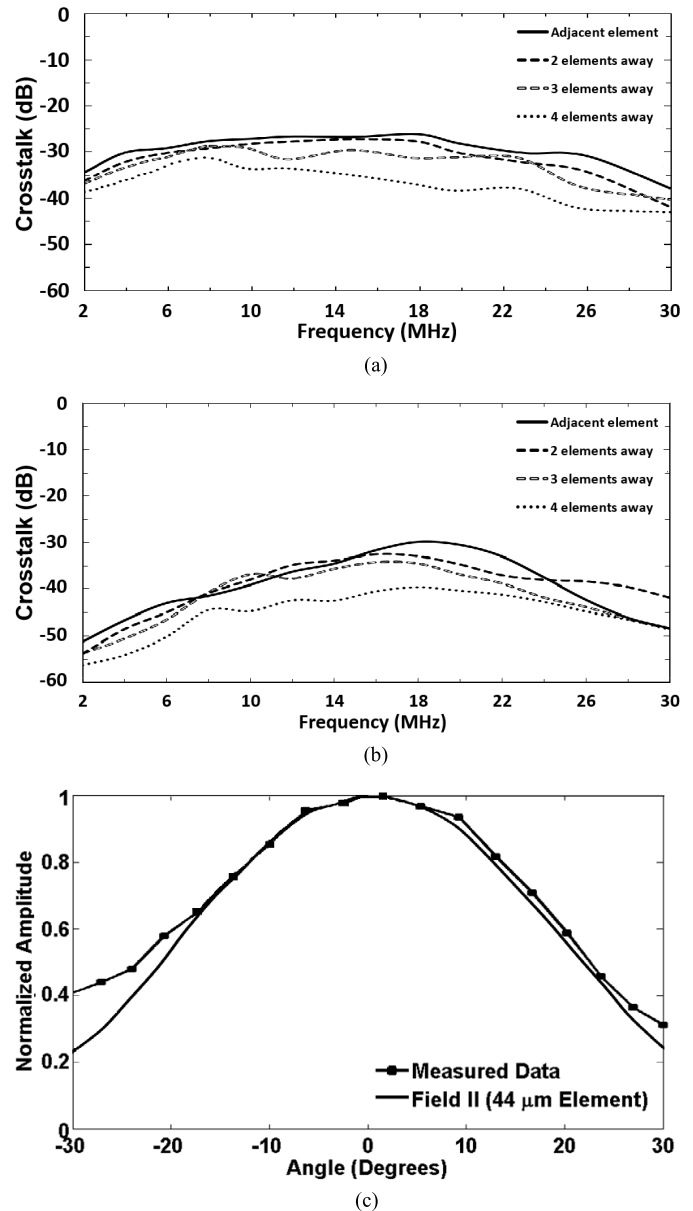 0
-10
-20
-30
-40
-50
-60
Crosstalk (dB)
Adjacent element
2 elements away
3 elements away
4 elements away
2 6 10 14 18 22 26 30
Frequency (MHz)
(a)
0
-10
-20
-30
-40
-50
-60
Crosstalk (dB)
Adjacent element
2 elements away
3 elements away
4 elements away
2 6 10 14 18 22 26 30
Frequency (MHz)
(b)
1
0.8
0.6
0.4
0.2
0
Normalized Amplitude
Measured Data
Field II (44 μm Element)
-30 -20 -10 0 10 20 30
Angle (Degrees)
(c)